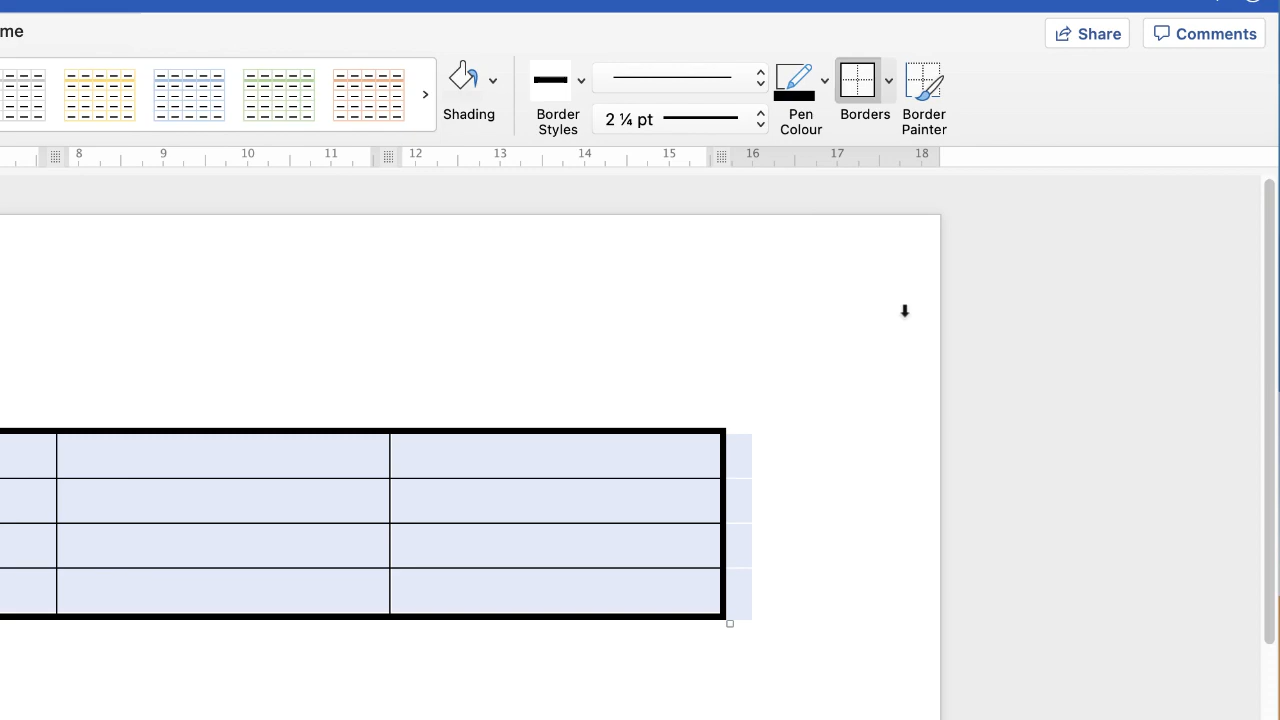 me
Share
Comments
Shading
Border
Styles
2 ¼ pt
Pen
Colour
Borders
Border
Painter
8 9 10 11 12 13 14 15 16 17 18